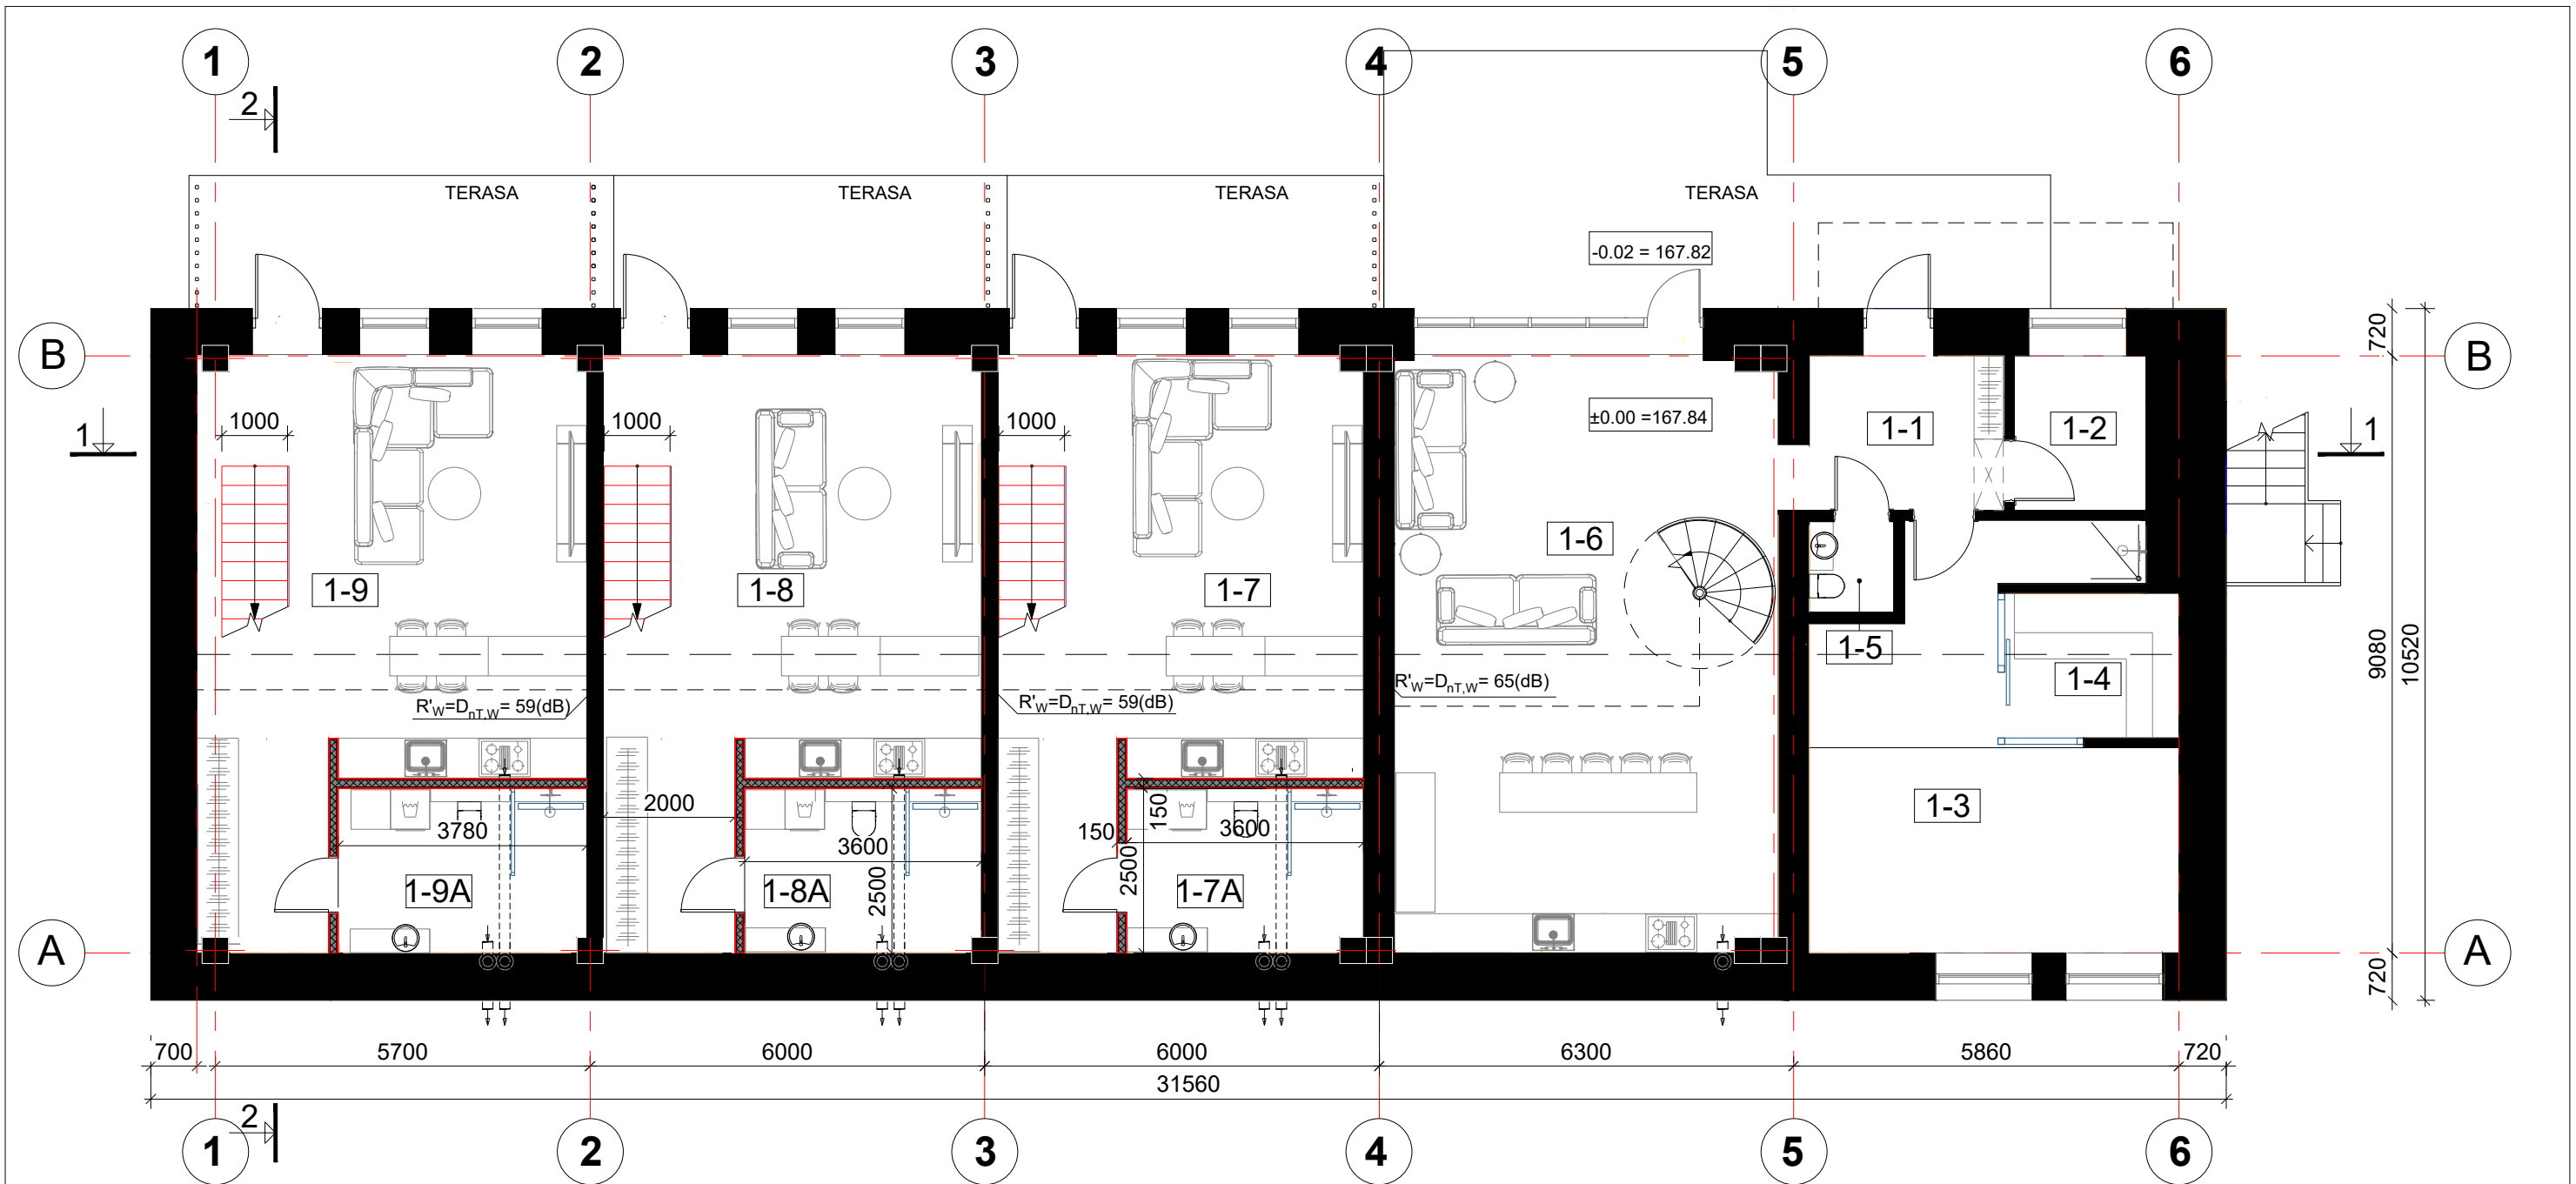 1 2 3 4 5 6
2
TERASA TERASA TERASA TERASA
-0.02 = 167.82
B B
720
1000 1000 1000
±0.00 =167.84
1 1
1-1 1-2
1-6
1-9 1-8 1-7
1-5
1-4
9080
10520
R'W=DnT,W= 59(dB) R'W=DnT,W= 59(dB) R'W=DnT,W= 65(dB)
2000
150
1-3
3780 3600 150 3600
2500 2500
1-9A 1-8A 1-7A
A A
720
700 5700 6000 6000 6300 5860 720
31560
2
1 2 3 4 5 6